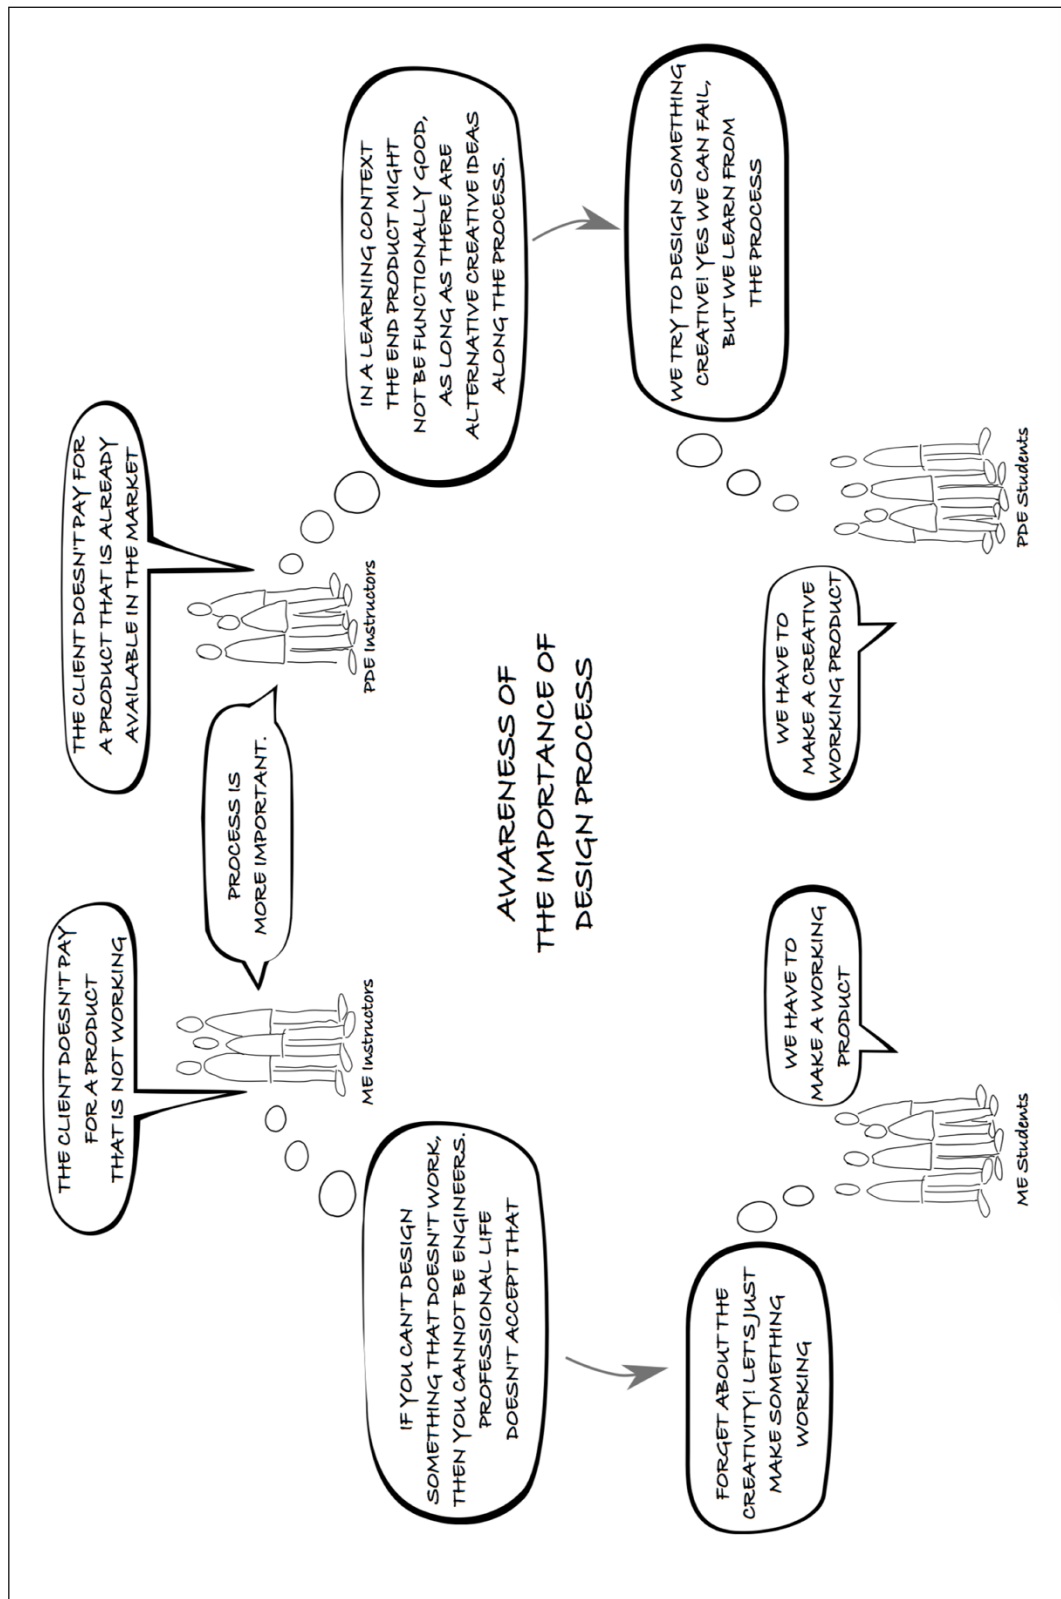 THE CLIENT DOESN'T PAY
FOR A PRODUCT
THAT IS NOT WORKING
THE CLIENT DOESN'T PAY FOR
A PRODUCT THAT IS ALREADY
AVAILABLE IN THE MARKET
PROCESS IS
MORE IMPORTANT.
ME Instructors
PDE Instructors
IF YOU CAN'T DESIGN
SOMETHING THAT DOESN'T WORK,
THEN YOU CANNOT BE ENGINEERS.
PROFESSIONAL LIFE
DOESN'T ACCEPT THAT
IN A LEARNING CONTEXT
THE END PRODUCT MIGHT
NOT BE FUNCTIONALLY GOOD,
AS LONG AS THERE ARE
ALTERNATIVE CREATIVE IDEAS
ALONG THE PROCESS.
AWARENESS OF
THE IMPORTANCE OF
DESIGN PROCESS
FORGET ABOUT THE
CREATIVITY! LET'S JUST
MAKE SOMETHING
WORKING
WE HAVE TO
MAKE A WORKING
PRODUCT
WE HAVE TO
MAKE A CREATIVE
WORKING PRODUCT
WE TRY TO DESIGN SOMETHING
CREATIVE! YES WE CAN FAIL,
BUT WE LEARN FROM
THE PROCESS
ME Students
PDE Students